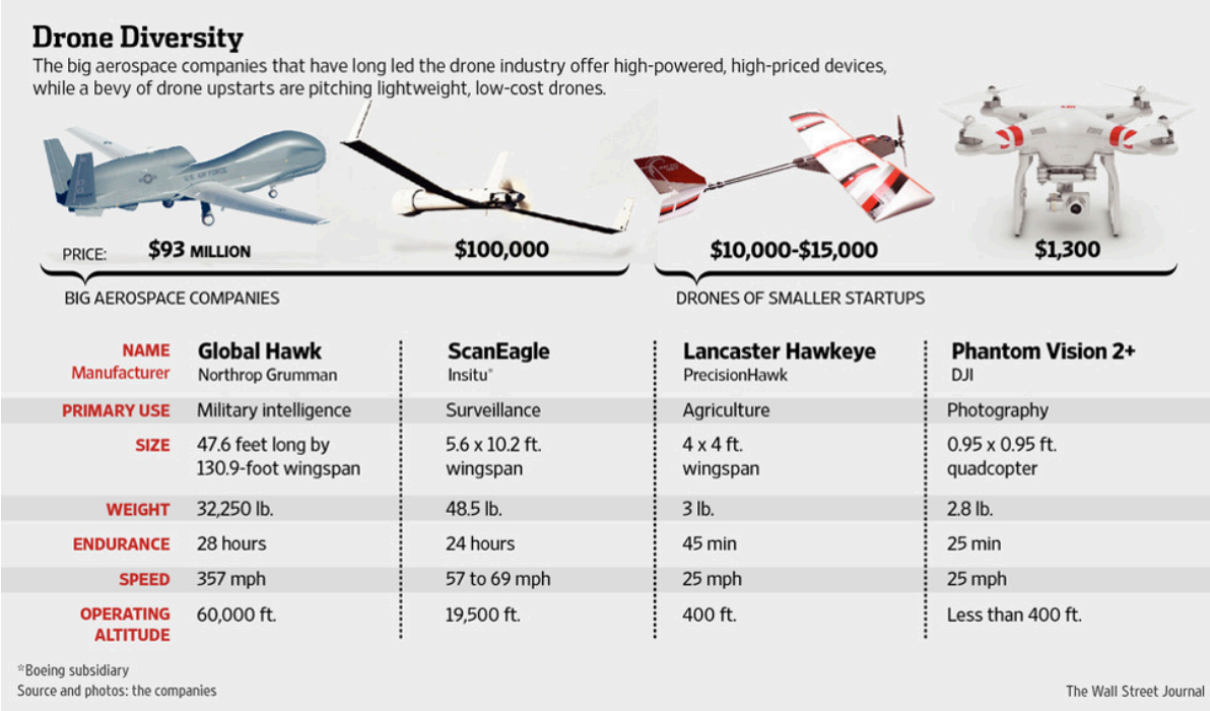 Drone Diversity
The big aerospace companies that have long led the drone industry offer high-powered, high-priced devices,
while a bevy of drone upstarts are pitching lightweight, low-cost drones.
U.S. AIR FORCE
PRICE: $93 MILLION $100,000 $10,000-$15,000 $1,300
BIG AEROSPACE COMPANIES DRONES OF SMALLER STARTUPS
NAME Global Hawk ScanEagle Lancaster Hawkeye Phantom Vision 2+
Manufacturer Northrop Grumman Insitu* PrecisionHawk DJI
PRIMARY USE Military intelligence Surveillance Agriculture Photography
SIZE 47.6 feet long by 5.6 x 10.2 ft. 4 x 4 ft. 0.95 x 0.95 ft.
130.9-foot wingspan wingspan wingspan quadcopter
WEIGHT 32,250 lb. 48.5 lb. 3 lb. 2.8 lb.
ENDURANCE 28 hours 24 hours 45 min 25 min
SPEED 357 mph 57 to 69 mph 25 mph 25 mph
OPERATING 60,000 ft. 19,500 ft. 400 ft. Less than 400 ft.
ALTITUDE
*Boeing subsidiary
Source and photos: the companies The Wall Street Journal